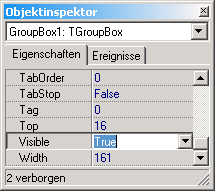 Objektinspektor
GroupBox1: TGroupBox
Eigenschaften Ereignisse
TabOrder 0
TabStop False
Tag 0
Top 16
Visible True
Width 161
2 verborgen